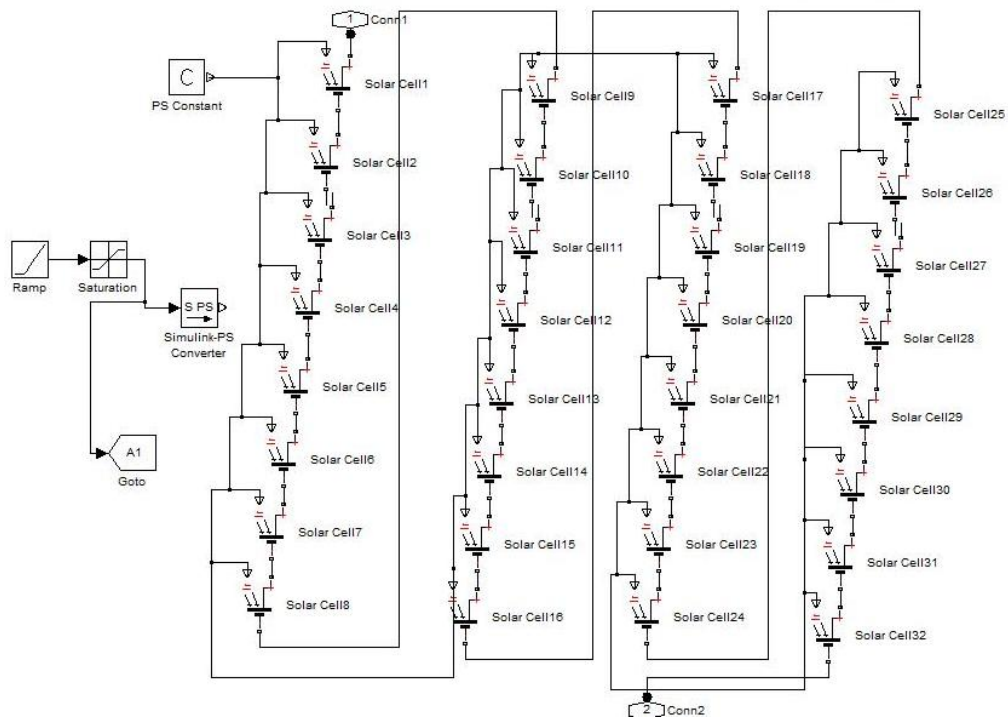 1
Conn1
C
PS Constant
Solar Cell1
Solar Cell2
Solar Cell3
Solar Cell4
Solar Cell5
Solar Cell6
Solar Cell7
Solar Cell8
Ramp
Saturation
S PS
Simulink-PS
Converter
A1
Goto
Solar Cell9
Solar Cell10
Solar Cell11
Solar Cell12
Solar Cell13
Solar Cell14
Solar Cell15
Solar Cell16
Solar Cell17
Solar Cell18
Solar Cell19
Solar Cell20
Solar Cell21
Solar Cell22
Solar Cell23
Solar Cell24
Solar Cell25
Solar Cell26
Solar Cell27
Solar Cell28
Solar Cell29
Solar Cell30
Solar Cell31
Solar Cell32
2
Conn2